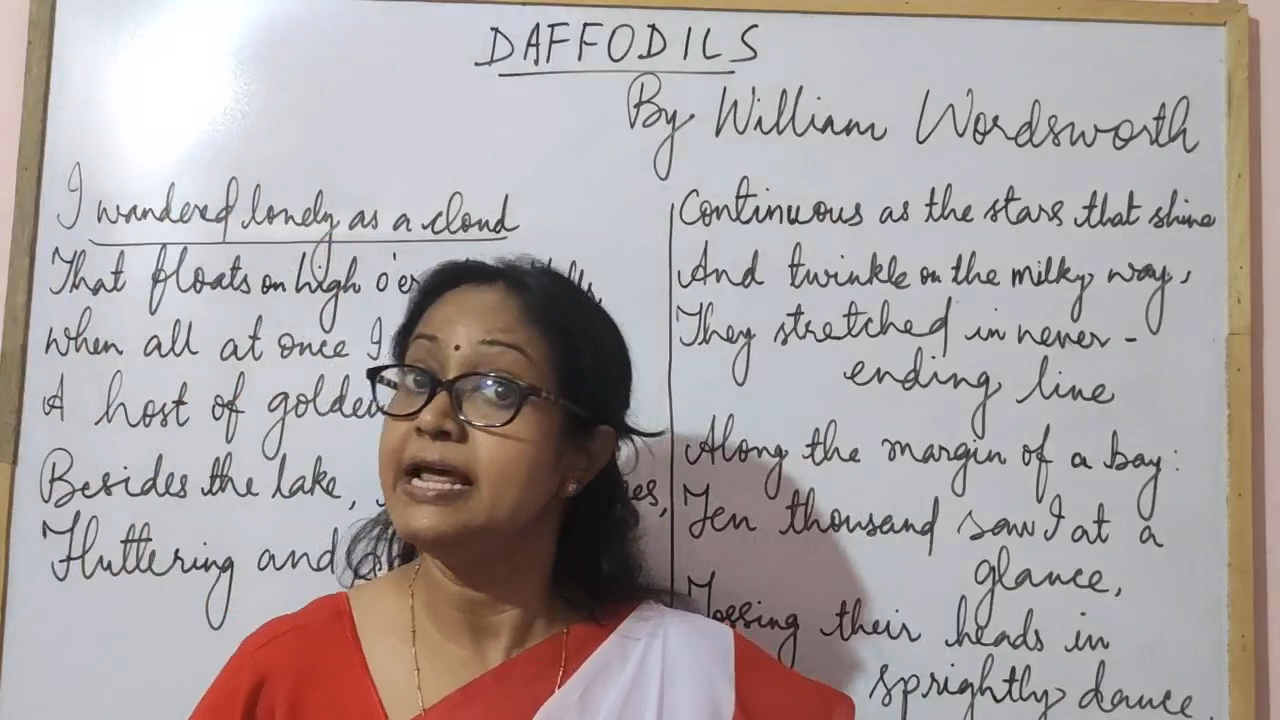 DAFFODILS
By William Wordsworth
I wandered lonely as a cloud
That floats on high o'er
when all at once I
A host of golden
Besides the lake,
Fluttering and
Continuous as the stars that shine
And twinkle on the milky way,
They stretched in never-
ending line
Along the margin of a bay:
Ten thousand saw I at a
glance,
Tossing their heads in
sprightly dance.